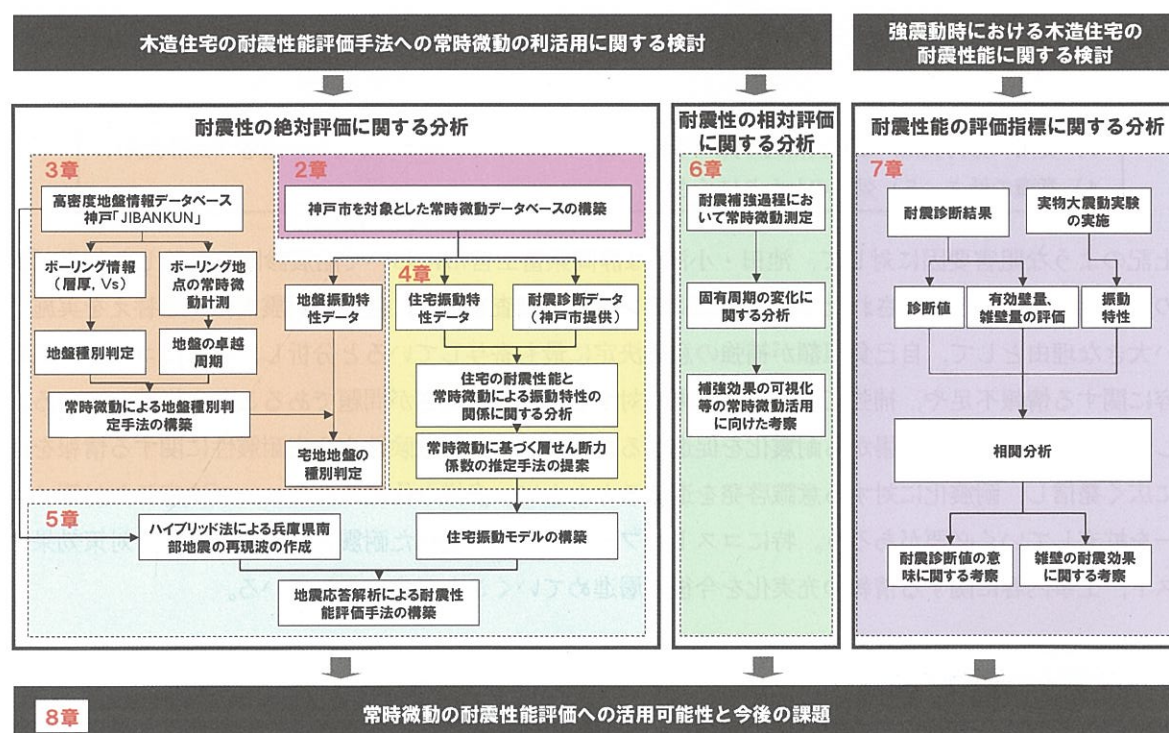 木造住宅の耐震性能評価手法への常時微動の利活用に関する検討
強震動時における木造住宅の
耐震性能に関する検討
耐震性の絶対評価に関する分析
3章
高密度地盤情報データベース
神戸「JIBANKUN」
ボーリング情報
（層厚, Vs）
ボーリング地
点の常時微
動計測
地盤種別判定
地盤の卓越
周期
常時微動による地盤種別判
定手法の構築
2章
神戸市を対象とした常時微動データベースの構築
地盤振動特
性データ
宅地地盤の
種別判定
4章
住宅振動特
性データ
耐震診断データ
（神戸市提供）
住宅の耐震性能と
常時微動による振動特性の
関係に関する分析
常時微動に基づく層せん断力
係数の推定手法の提案
5章
ハイブリッド法による兵庫県南
部地震の再現波の作成
住宅振動モデルの構築
地震応答解析による耐震性
能評価手法の構築
耐震性の相対評価
に関する分析
6章
耐震補強過程にお
いて常時微動測定
固有周期の変化に
関する分析
補強効果の可視化
等の常時微動活用
に向けた考察
耐震性能の評価指標に関する分析
7章
耐震診断結果
実物大震動実験
の実施
診断値
有効壁量、
雑壁量の評価
振動
特性
相関分析
耐震診断値の意
味に関する考察
雑壁の耐震効果
に関する考察
8章
常時微動の耐震性能評価への活用可能性と今後の課題